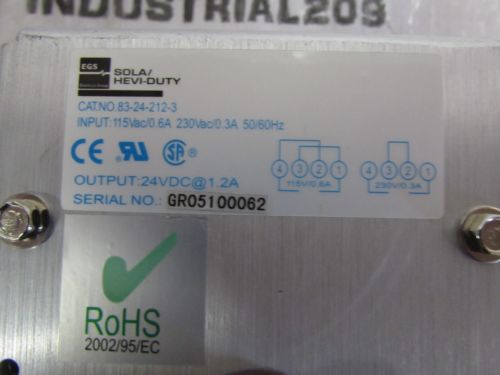 INDUSTRIAL209
EGS
SOLA/
HEVI-DUTY
CAT.NO.83-24-212-3
INPUT:115Vac/0.6A 230Vac/0.3A 50/60Hz
CE UR SA
4 3 2 1
115V/0.6A
4 3 2 1
230V/0.3A
OUTPUT:24VDC@1.2A
SERIAL NO.: GR05100062
RoHS
2002/95/EC